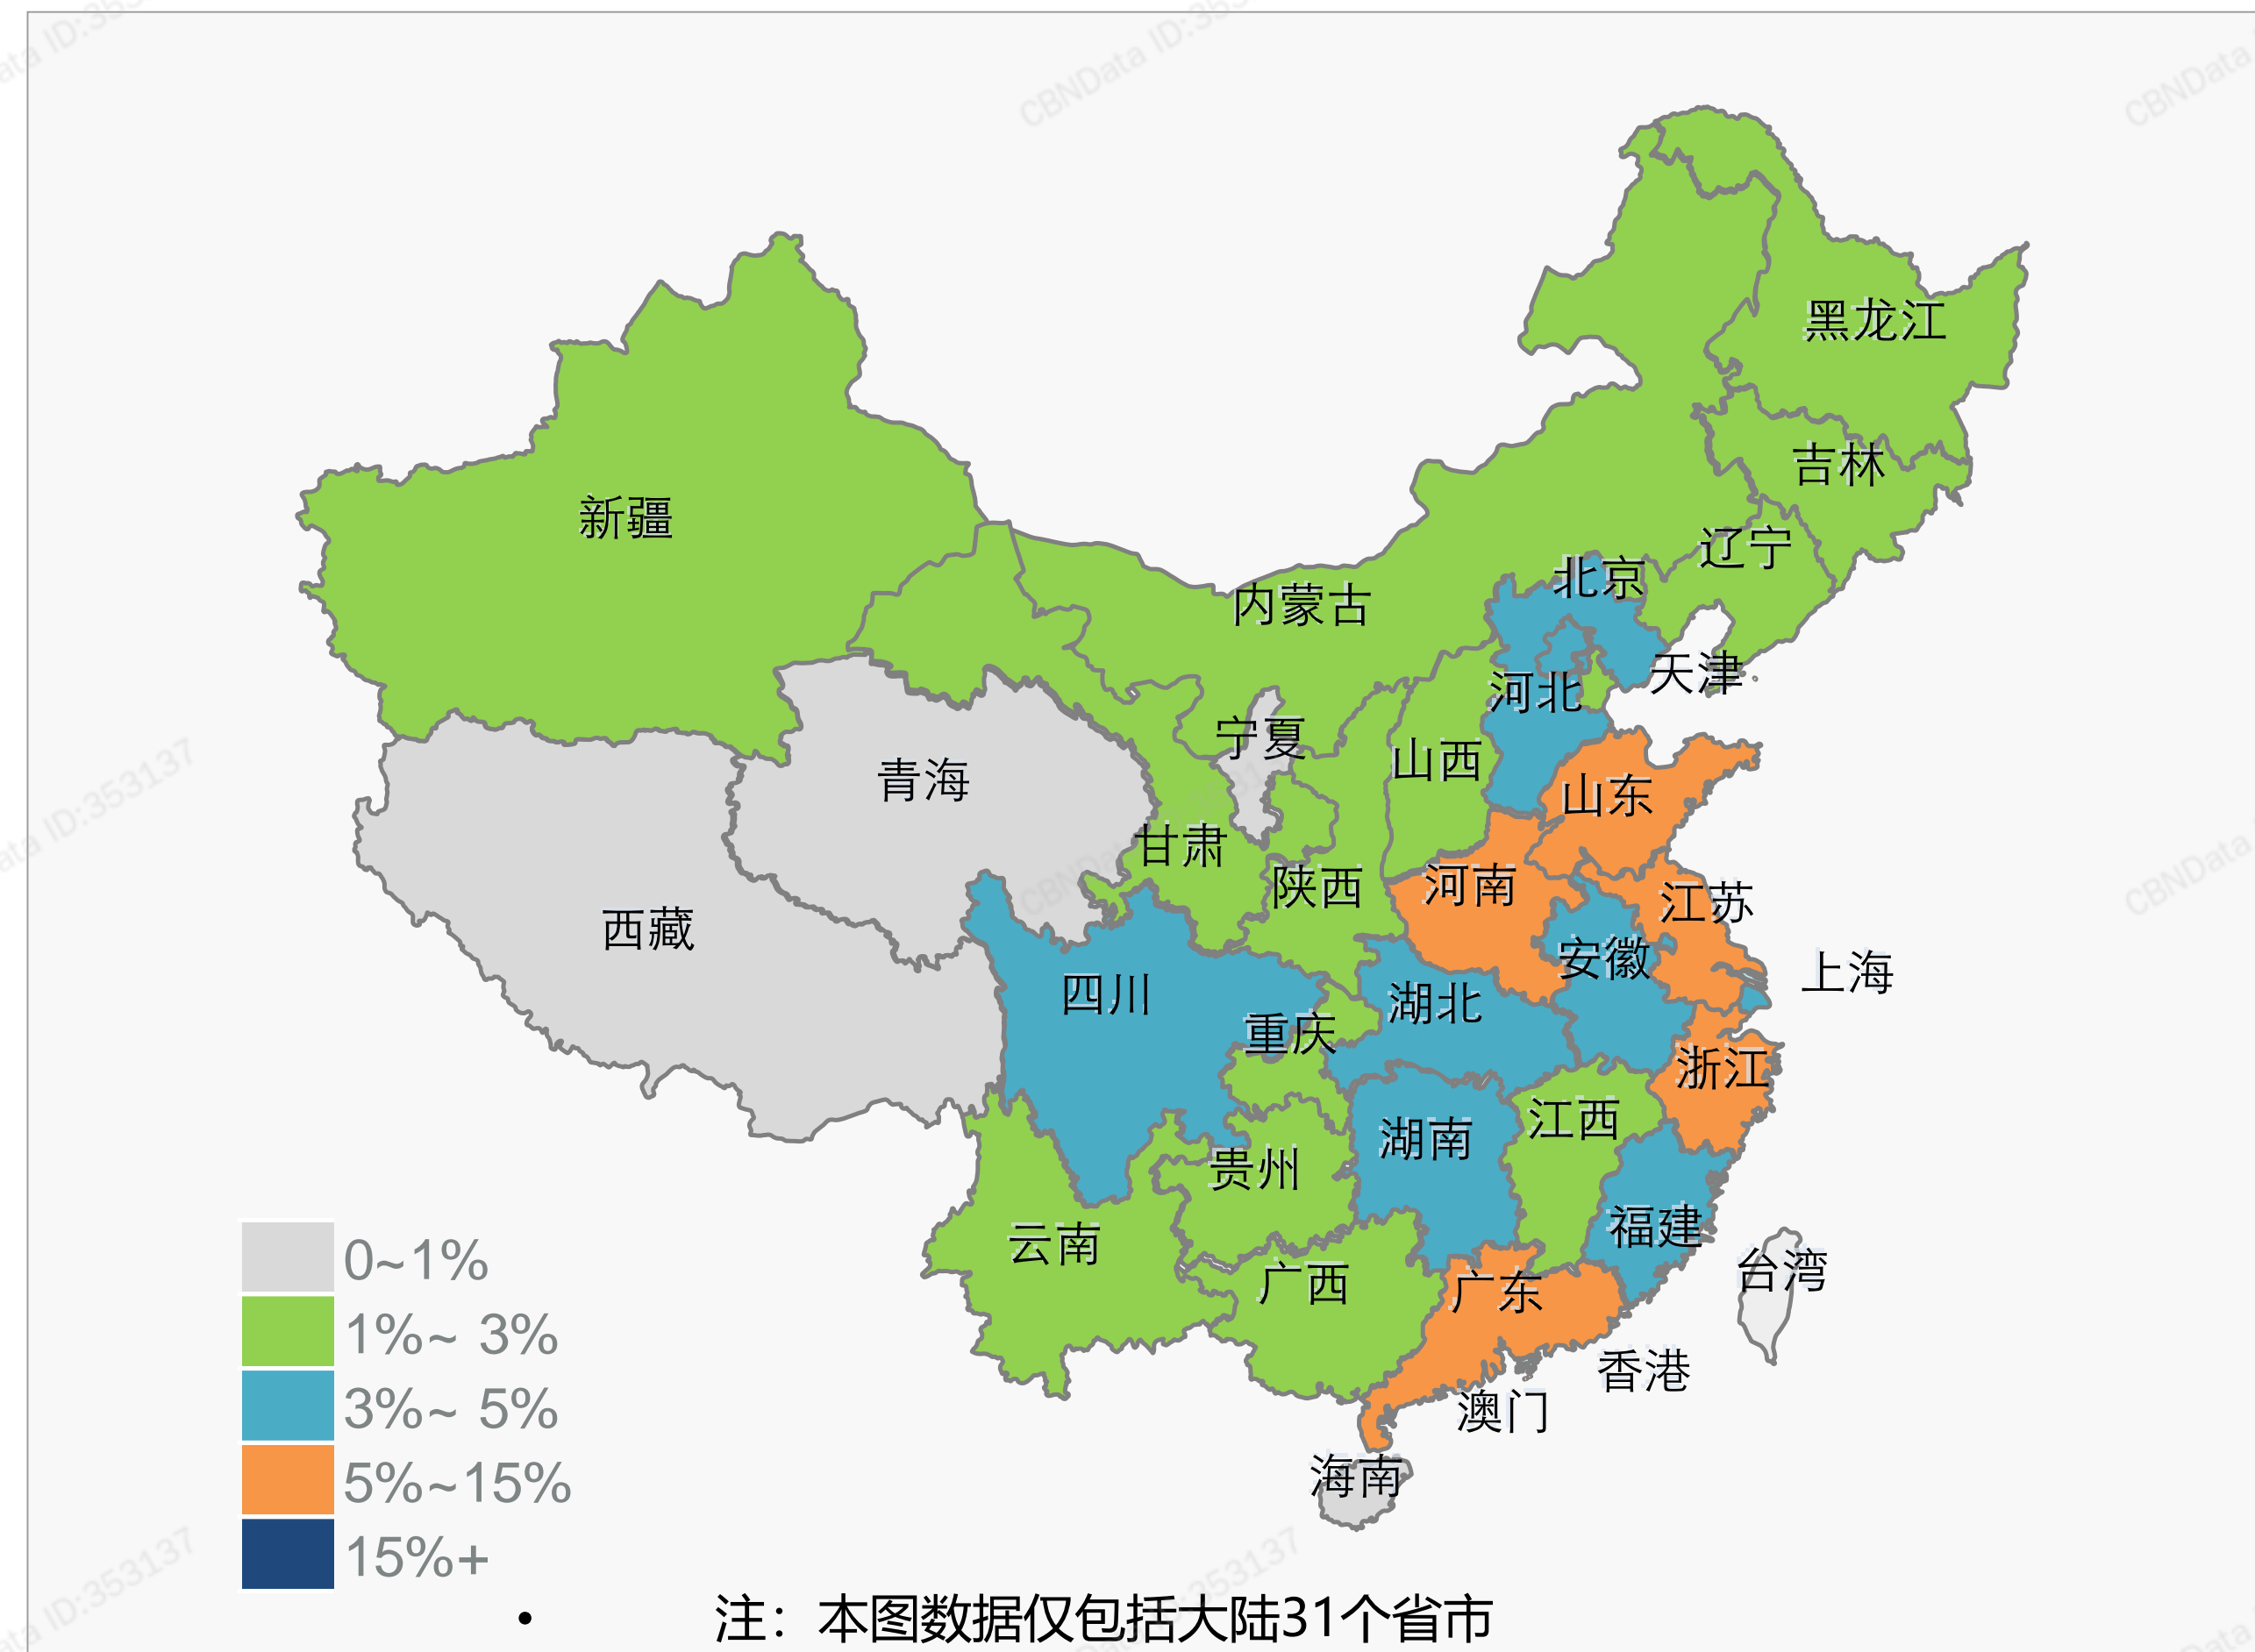 CBNData ID:353137
黑龙江
吉林
新疆
辽宁
北京
内蒙古
天津
河北
宁夏
山西
青海
山东
甘肃
陕西
河南
江苏
西藏
安徽
上海
四川
湖北
重庆
浙江
江西
湖南
贵州
福建
云南
台湾
广西
广东
香港
澳门
海南
0~1%
1%~ 3%
3%~ 5%
5%~15%
15%+
• 注：本图数据仅包括大陆31个省市